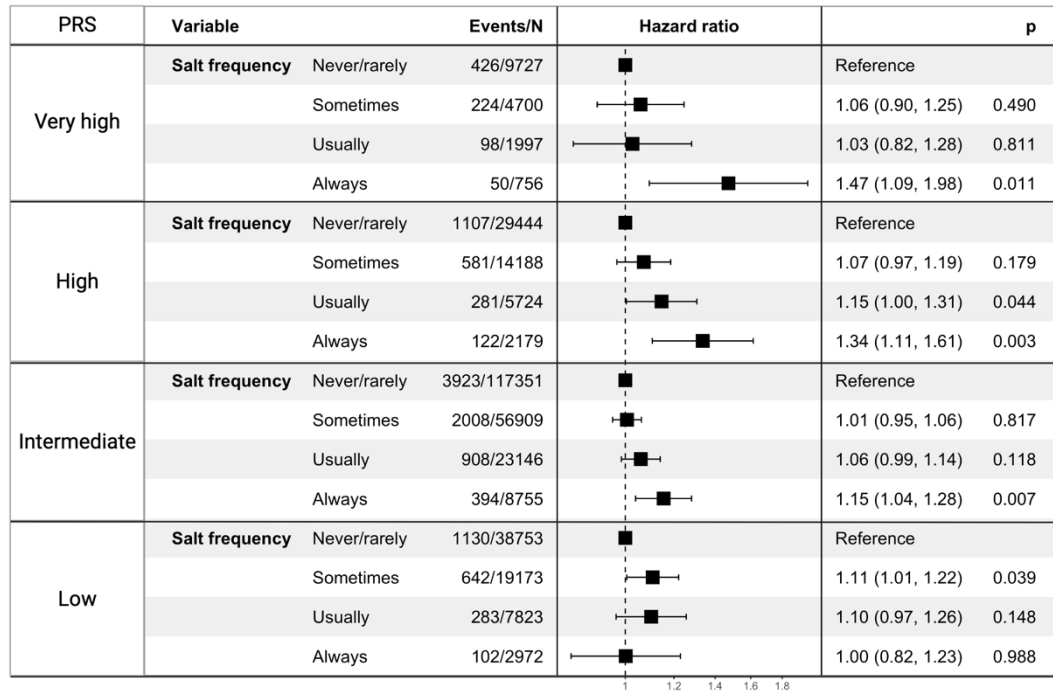 PRS Variable Events/N Hazard ratio p
Very high
Salt frequency Never/rarely 426/9727 Reference
Sometimes 224/4700 1.06 (0.90, 1.25) 0.490
Usually 98/1997 1.03 (0.82, 1.28) 0.811
Always 50/756 1.47 (1.09, 1.98) 0.011
High
Salt frequency Never/rarely 1107/29444 Reference
Sometimes 581/14188 1.07 (0.97, 1.19) 0.179
Usually 281/5724 1.15 (1.00, 1.31) 0.044
Always 122/2179 1.34 (1.11, 1.61) 0.003
Intermediate
Salt frequency Never/rarely 3923/117351 Reference
Sometimes 2008/56909 1.01 (0.95, 1.06) 0.817
Usually 908/23146 1.06 (0.99, 1.14) 0.118
Always 394/8755 1.15 (1.04, 1.28) 0.007
Low
Salt frequency Never/rarely 1130/38753 Reference
Sometimes 642/19173 1.11 (1.01, 1.22) 0.039
Usually 283/7823 1.10 (0.97, 1.26) 0.148
Always 102/2972 1.00 (0.82, 1.23) 0.988
1 1.2 1.4 1.6 1.8